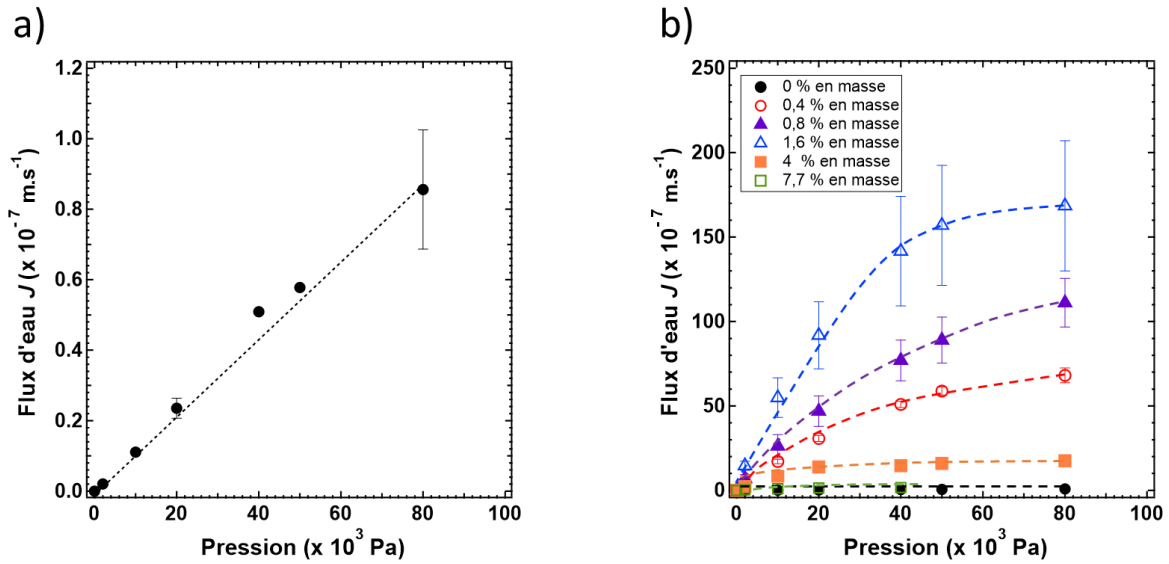 a)
1.2
1.0
0.8
0.6
0.4
0.2
0.0
0
20
40
60
80
100
Flux d'eau J (x 10⁻⁷ m.s⁻¹)
Pression (x 10³ Pa)
b)
250
200
150
100
50
0
0
20
40
60
80
100
Flux d'eau J (x 10⁻⁷ m.s⁻¹)
Pression (x 10³ Pa)
0 % en masse
0,4 % en masse
0,8 % en masse
1,6 % en masse
4 % en masse
7,7 % en masse